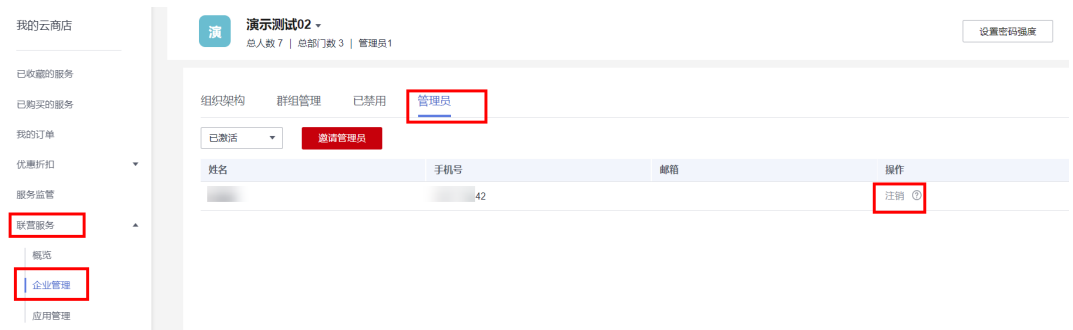 我的云商店
已收藏的服务
已购买的服务
我的订单
优惠折扣
服务监管
联营服务
概览
企业管理
应用管理
演
演示测试02
总人数 7 | 总部门数 3 | 管理员1
设置密码强度
组织架构 群组管理 已禁用 管理员
已激活 邀请管理员
姓名 手机号 邮箱 操作
42 注销